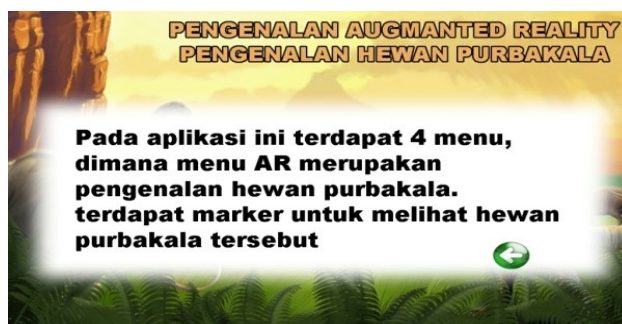 PENGENALAN AUGMANTED REALITY
PENGENALAN HEWAN PURBAKALA
Pada aplikasi ini terdapat 4 menu,
dimana menu AR merupakan
pengenalan hewan purbakala.
terdapat marker untuk melihat hewan
purbakala tersebut